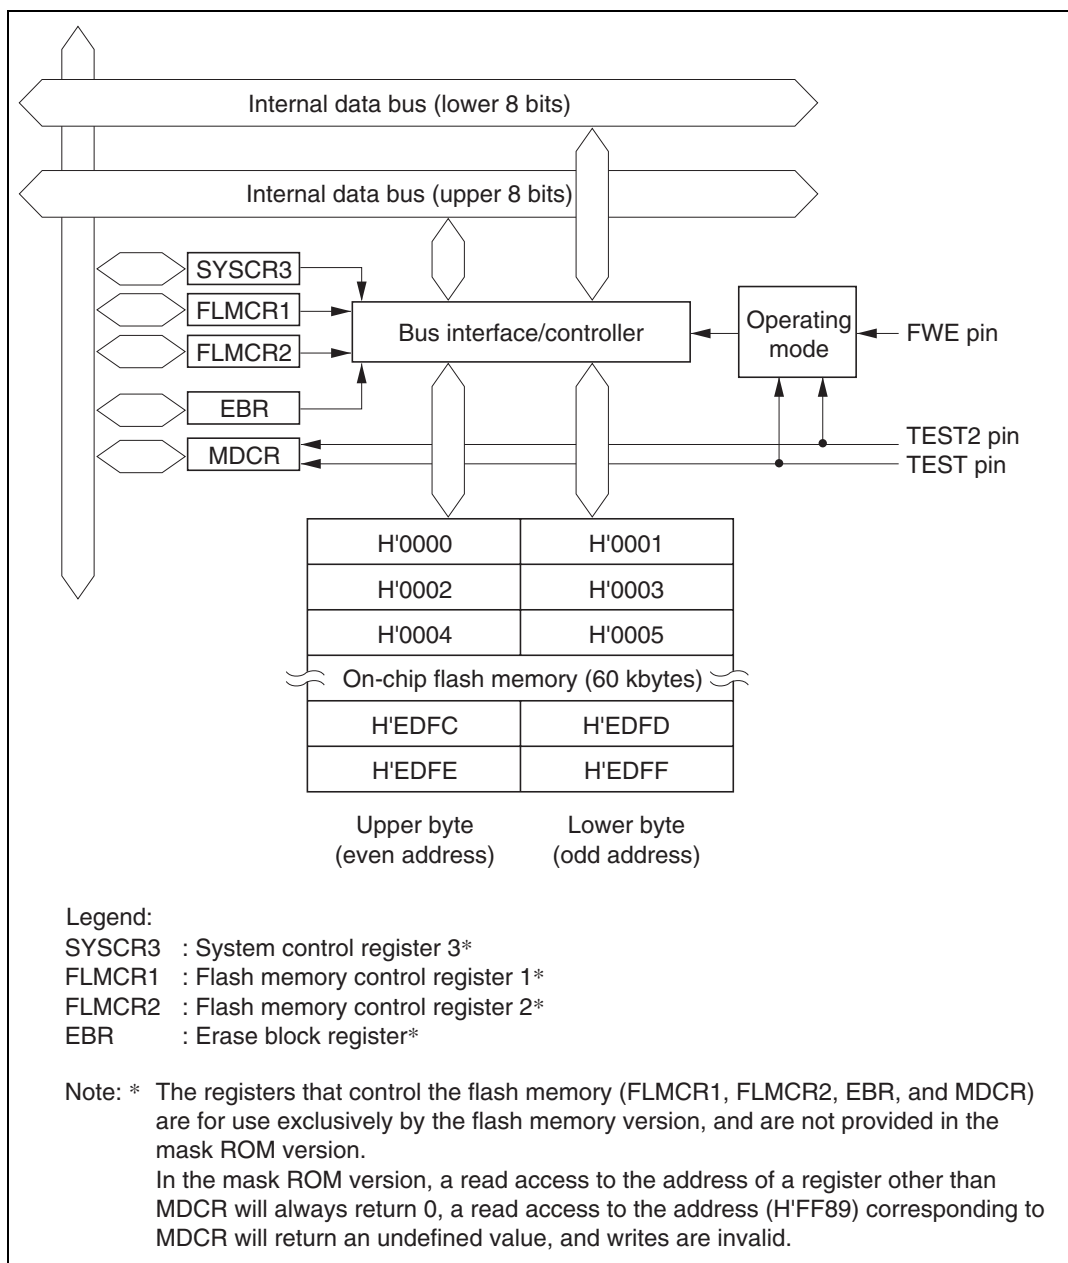 Internal data bus (lower 8 bits)
Internal data bus (upper 8 bits)
SYSCR3
FLMCR1
FLMCR2
EBR
MDCR
Bus interface/controller
Operating
mode
FWE pin
TEST2 pin
TEST pin
H'0000 H'0001
H'0002 H'0003
H'0004 H'0005
On-chip flash memory (60 kbytes)
H'EDFC H'EDFD
H'EDFE H'EDFF
Upper byte Lower byte
(even address) (odd address)
Legend:
SYSCR3 : System control register 3*
FLMCR1 : Flash memory control register 1*
FLMCR2 : Flash memory control register 2*
EBR : Erase block register*
Note: * The registers that control the flash memory (FLMCR1, FLMCR2, EBR, and MDCR)
are for use exclusively by the flash memory version, and are not provided in the
mask ROM version.
In the mask ROM version, a read access to the address of a register other than
MDCR will always return 0, a read access to the address (H'FF89) corresponding to
MDCR will return an undefined value, and writes are invalid.